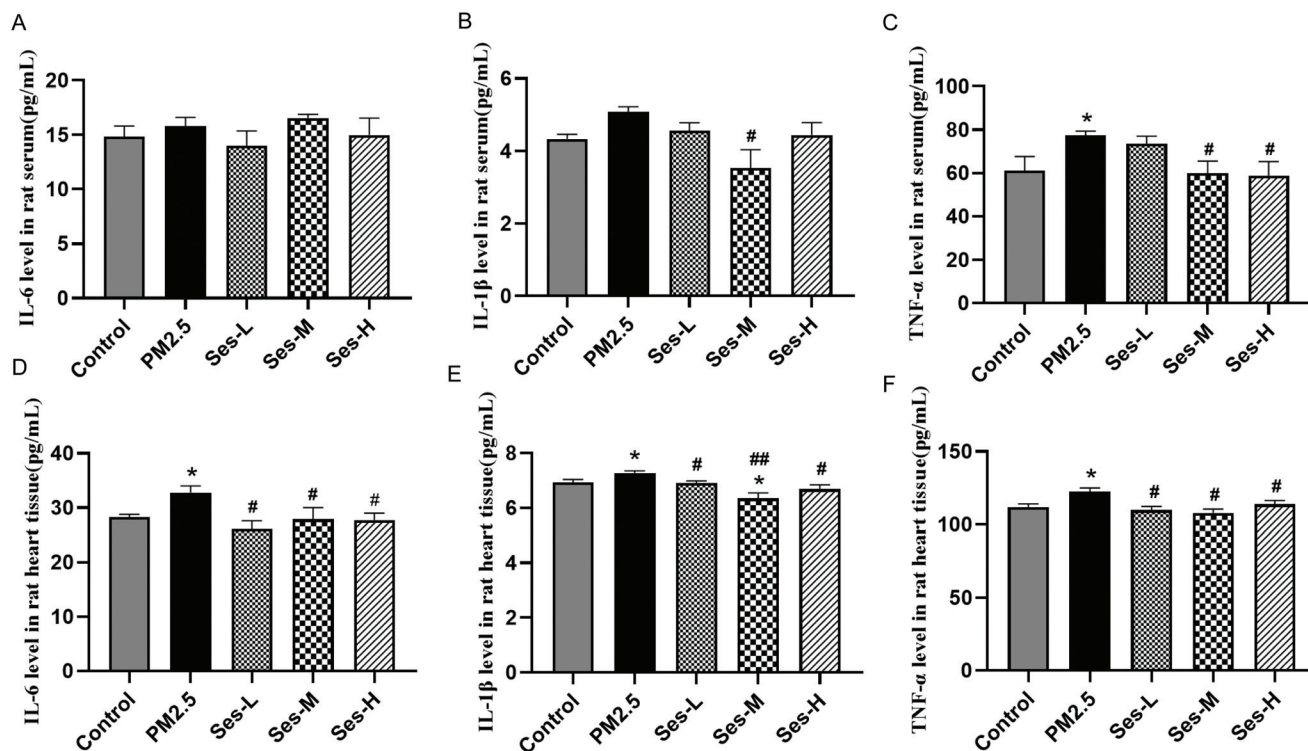 A
IL-6 level in rat serum(pg/mL)
20
15
10
5
0
Control
PM2.5
Ses-L
Ses-M
Ses-H
B
IL-1β level in rat serum(pg/mL)
6
4
2
0
#
Control
PM2.5
Ses-L
Ses-M
Ses-H
C
TNF-α level in rat serum(pg/mL)
100
80
60
40
20
0
*
#
#
Control
PM2.5
Ses-L
Ses-M
Ses-H
D
IL-6 level in rat heart tissue(pg/mL)
40
30
20
10
0
*
#
#
#
Control
PM2.5
Ses-L
Ses-M
Ses-H
E
IL-1β level in rat heart tissue(pg/mL)
8
6
4
2
0
*
#
##
*
#
Control
PM2.5
Ses-L
Ses-M
Ses-H
F
TNF-α level in rat heart tissue(pg/mL)
150
100
50
0
*
#
#
#
Control
PM2.5
Ses-L
Ses-M
Ses-H